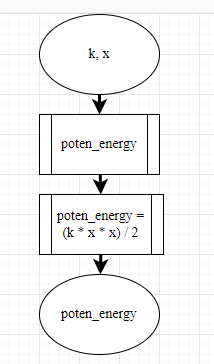 k, x
poten_energy
poten_energy =
(k * x * x) / 2
poten_energy